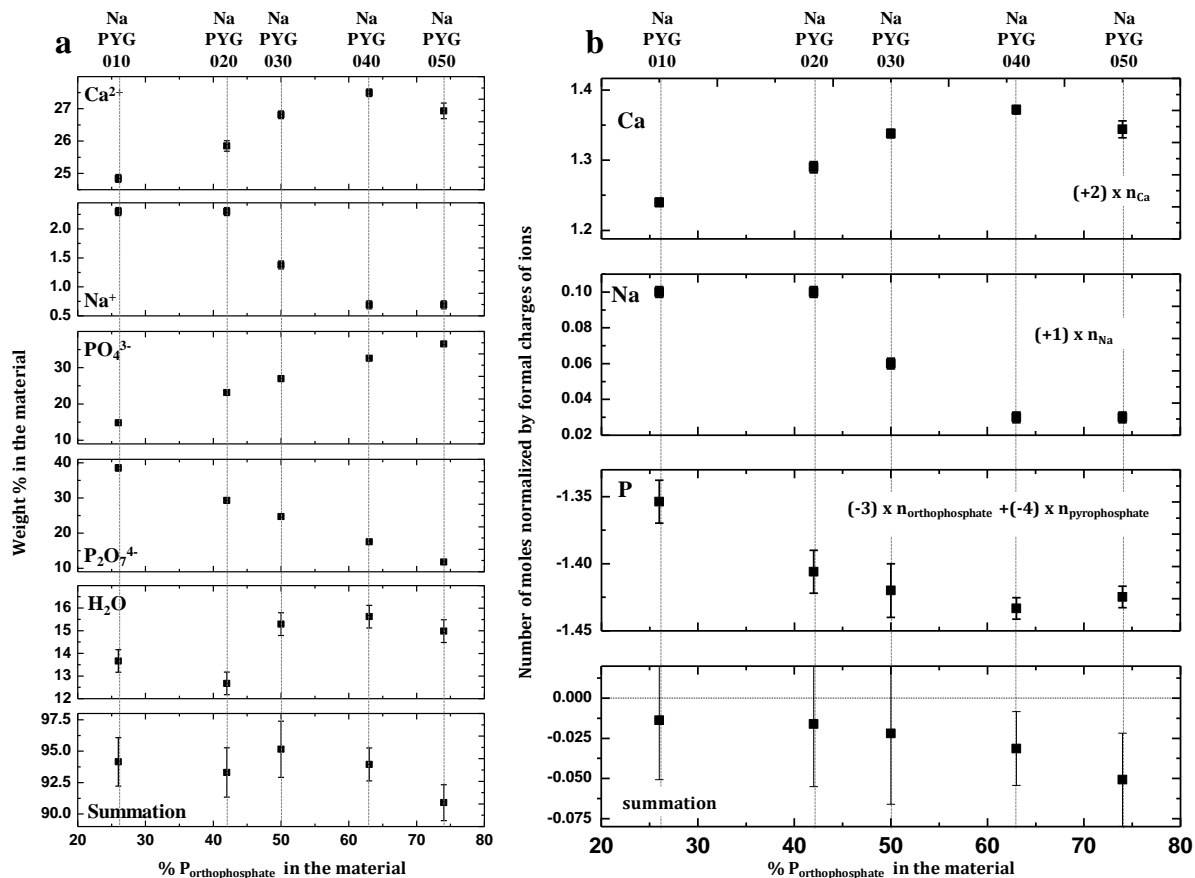 a
Na PYG 010
Na PYG 020
Na PYG 030
Na PYG 040
Na PYG 050
Weight % in the material
Ca²⁺
27
26
25
Na⁺
2.0
1.5
1.0
0.5
PO₄³⁻
30
20
10
P₂O₇⁴⁻
40
30
20
10
H₂O
16
15
14
13
12
Summation
97.5
95.0
92.5
90.0
20 30 40 50 60 70 80
% P_orthophosphate in the material
b
Na PYG 010
Na PYG 020
Na PYG 030
Na PYG 040
Na PYG 050
Number of moles normalized by formal charges of ions
Ca
1.4
1.3
1.2
(+2) x n_Ca
Na
0.10
0.08
0.06
0.04
0.02
(+1) x n_Na
P
-1.35
-1.40
-1.45
(-3) x n_orthophosphate +(-4) x n_pyrophosphate
summation
0.000
-0.025
-0.050
-0.075
20 30 40 50 60 70 80
% P_orthophosphate in the material